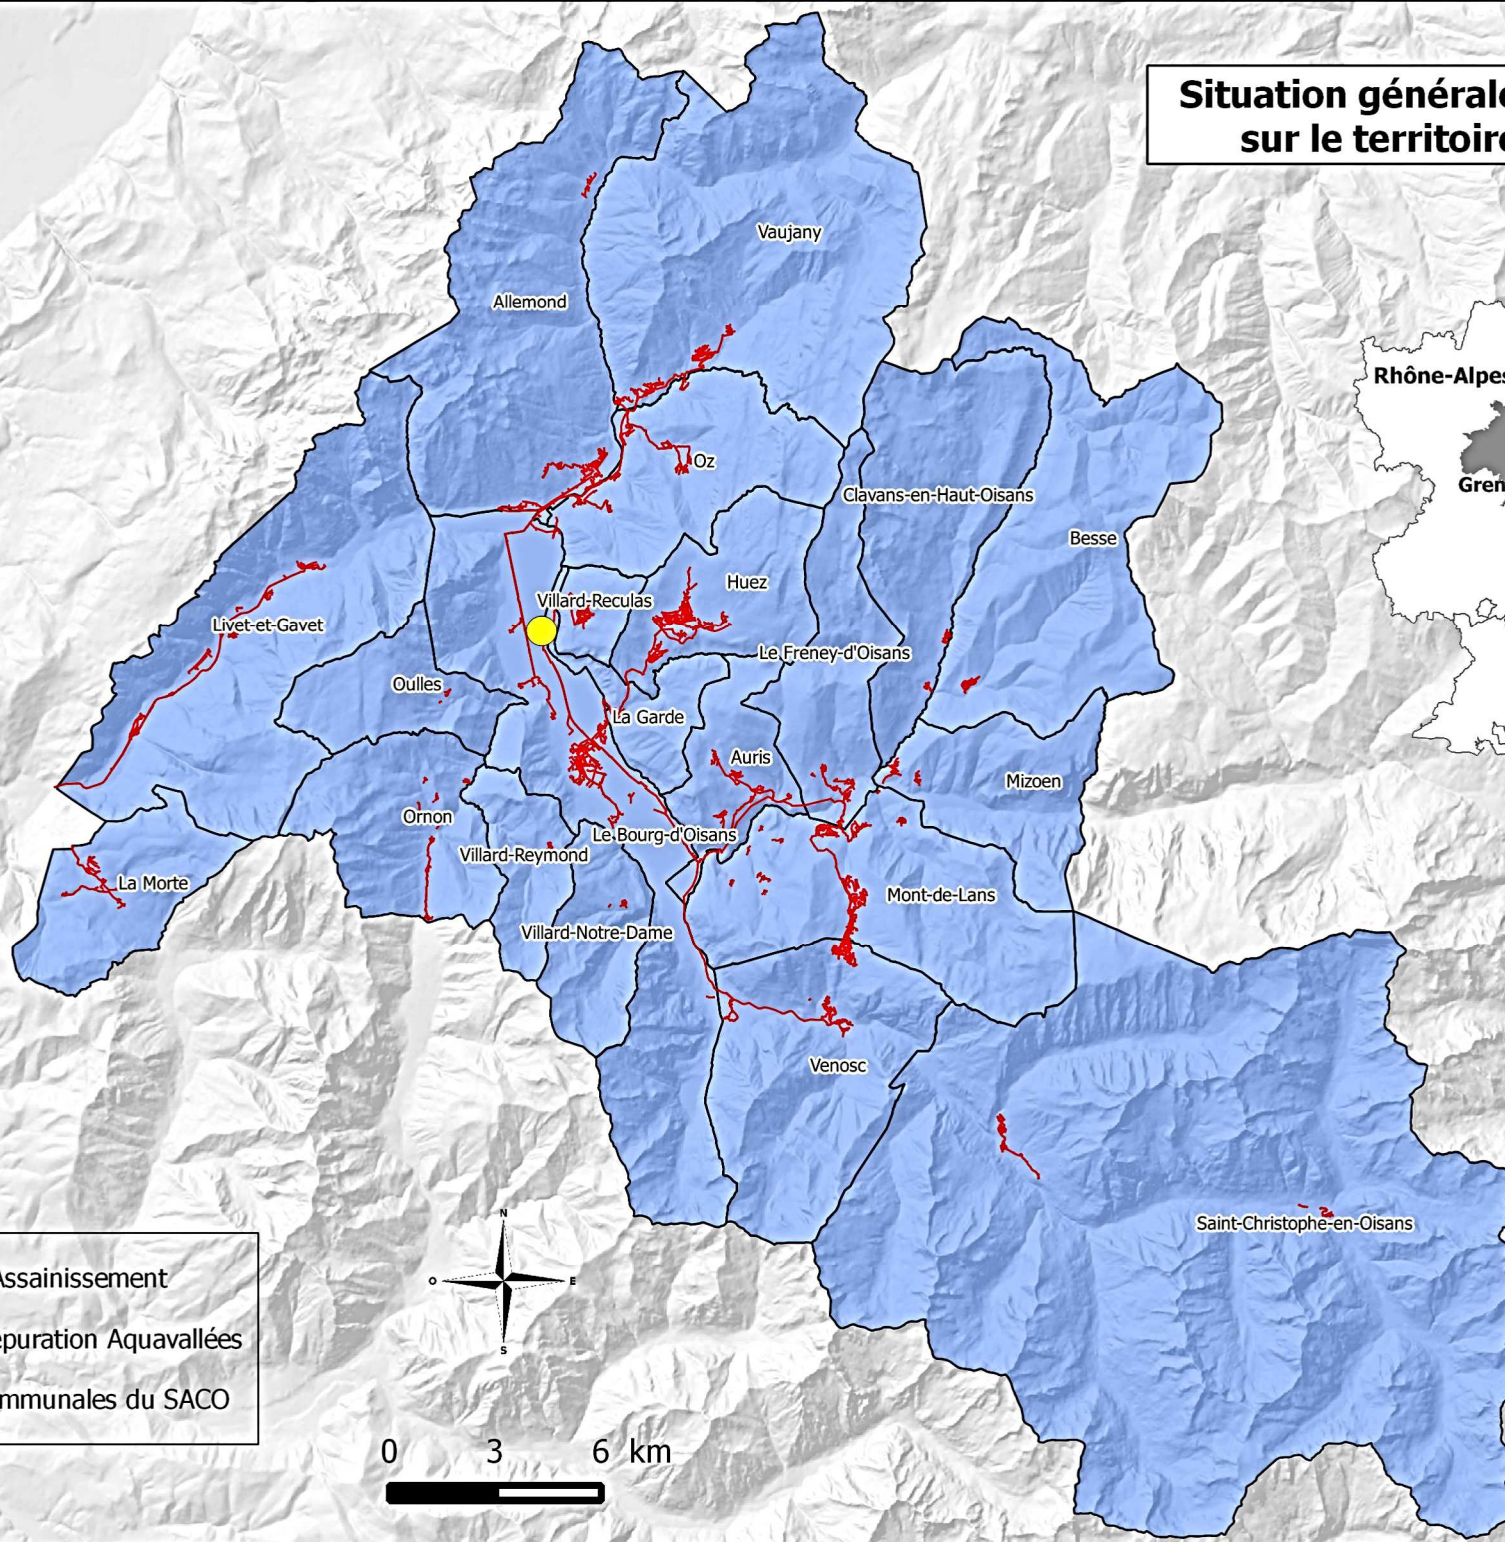 Situation générale
sur le territoire
Vaujany
Allemond
Rhône-Alpes
Oz
Gren
Clavans-en-Haut-Oisans
Besse
Huez
Villard-Reculas
Livet-et-Gavet
Le Freney-d'Oisans
Oulles
La Garde
Auris
Mizoen
Ornon
Le Bourg-d'Oisans
Villard-Reymond
La Morte
Mont-de-Lans
Villard-Notre-Dame
Venosc
Saint-Christophe-en-Oisans
N
O E
S
Assainissement
épuration Aquavallées
mmunales du SACO
0 3 6 km